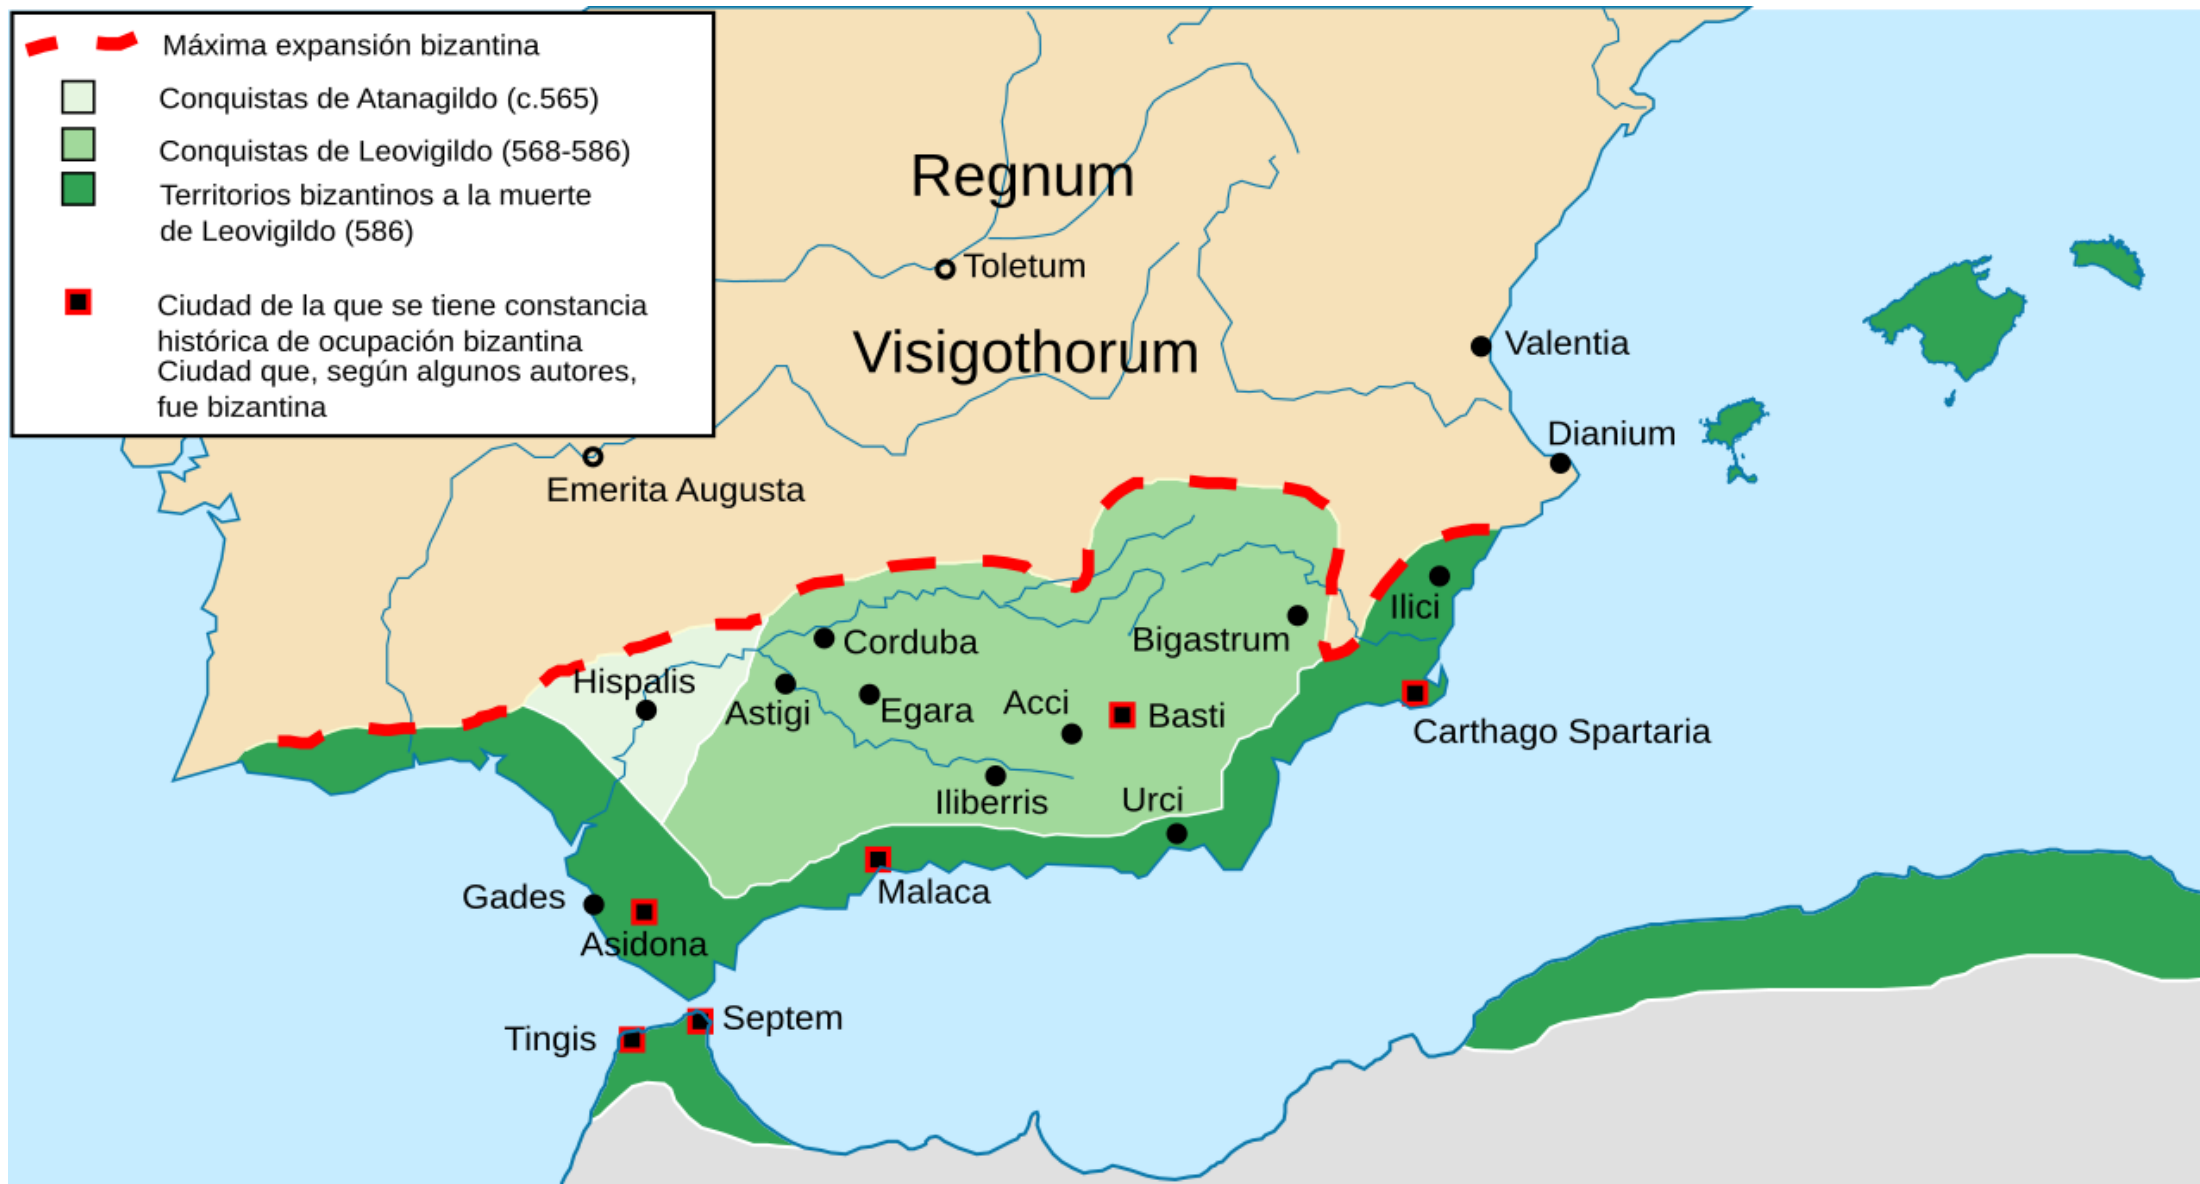 Máxima expansión bizantina
Conquistas de Atanagildo (c.565)
Conquistas de Leovigildo (568-586)
Territorios bizantinos a la muerte
de Leovigildo (586)
Ciudad de la que se tiene constancia
histórica de ocupación bizantina
Ciudad que, según algunos autores,
fue bizantina
Regnum
Toletum
Visigothorum
Valentia
Dianium
Emerita Augusta
Ilici
Corduba
Bigastrum
Hispalis
Astigi
Egara
Acci
Basti
Carthago Spartaria
Iliberris
Urci
Malaca
Gades
Asidona
Septem
Tingis